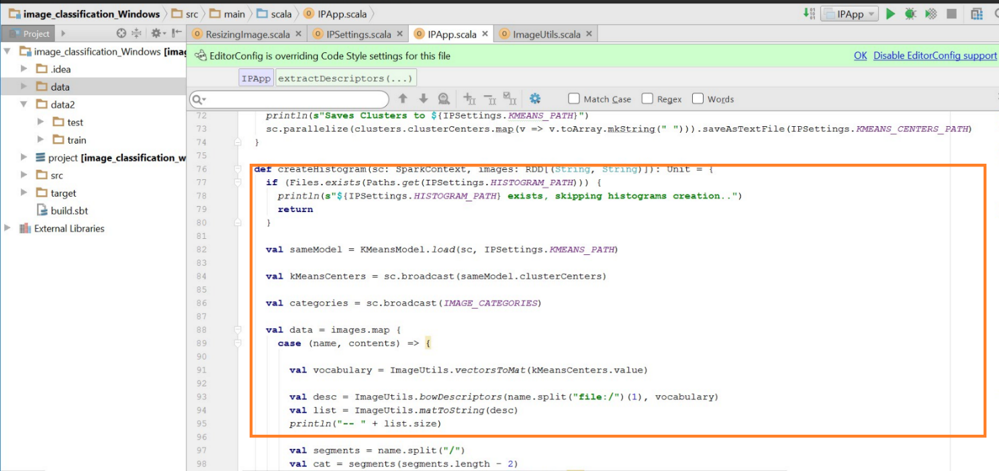 image_classification_Windows src main scala IPApp.scala
IPApp
Project
ResizingImage.scala IPSettings.scala IPApp.scala ImageUtils.scala
image_classification_Windows [imag
.idea
data
data2
test
train
project [image_classification_w
src
target
build.sbt
External Libraries
EditorConfig is overriding Code Style settings for this file OK Disable EditorConfig support
IPApp extractDescriptors(...)
Match Case Regex Words
72 println(s"Saves Clusters to ${IPSettings.KMEANS_PATH}")
73 sc.parallelize(clusters.clusterCenters.map(v => v.toArray.mkString(" "))).saveAsTextFile(IPSettings.KMEANS_CENTERS_PATH)
74 }
75
76 def createHistogram(sc: SparkContext, images: RDD[(String, String)]): Unit = {
77 if (Files.exists(Paths.get(IPSettings.HISTOGRAM_PATH))) {
78 println(s"${IPSettings.HISTOGRAM_PATH} exists, skipping histograms creation..")
79 return
80 }
81
82 val sameModel = KMeansModel.load(sc, IPSettings.KMEANS_PATH)
83
84 val kMeansCenters = sc.broadcast(sameModel.clusterCenters)
85
86 val categories = sc.broadcast(IMAGE_CATEGORIES)
87
88 val data = images.map {
89 case (name, contents) => {
90
91 val vocabulary = ImageUtils.vectorsToMat(kMeansCenters.value)
92
93 val desc = ImageUtils.bowDescriptors(name.split("file:/")(1), vocabulary)
94 val list = ImageUtils.matToString(desc)
95 println("-- " + list.size)
96
97 val segments = name.split("/")
98 val cat = segments(segments.length - 2)